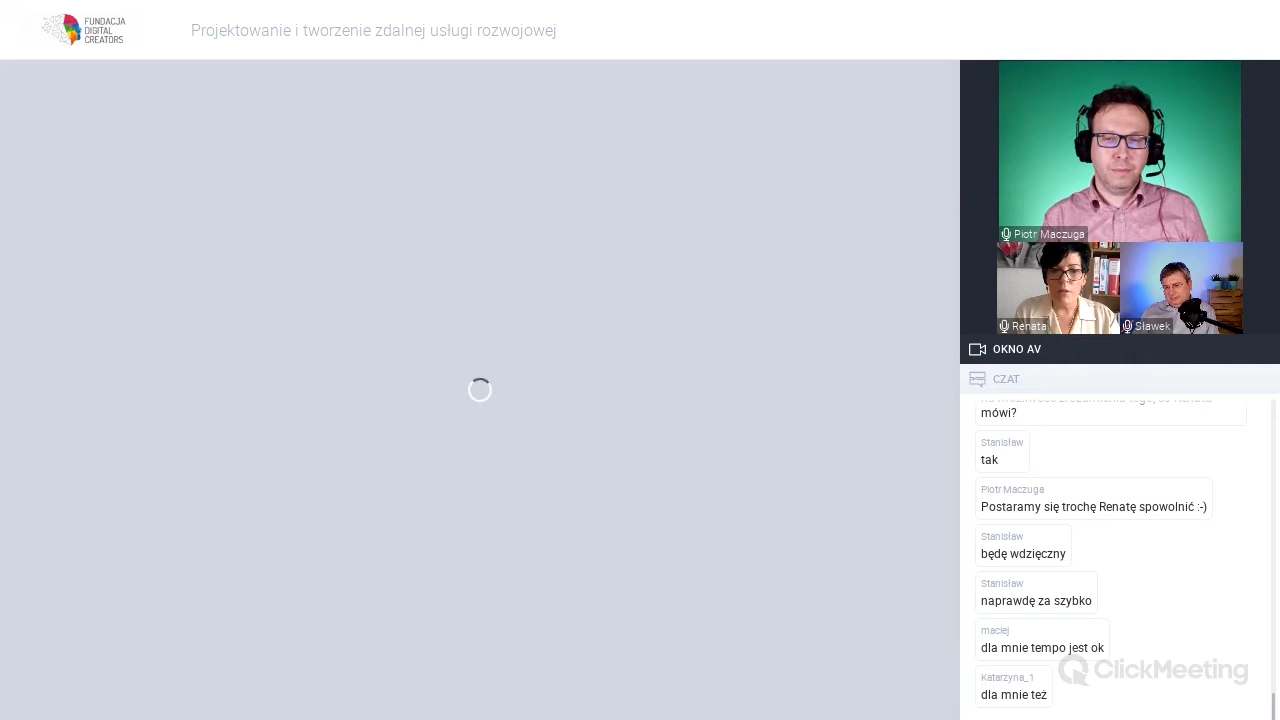 FUNDACJA
DIGITAL
CREATORS
Projektowanie i tworzenie zdalnej usługi rozwojowej
Piotr Maczuga
Renata
Sławek
OKNO AV
CZAT
mówi?
Stanisław
tak
Piotr Maczuga
Postaramy się trochę Renatę spowolnić :-)
Stanisław
będę wdzięczny
Stanisław
naprawdę za szybko
maciej
dla mnie tempo jest ok
Katarzyna_1
dla mnie też
ClickMeeting